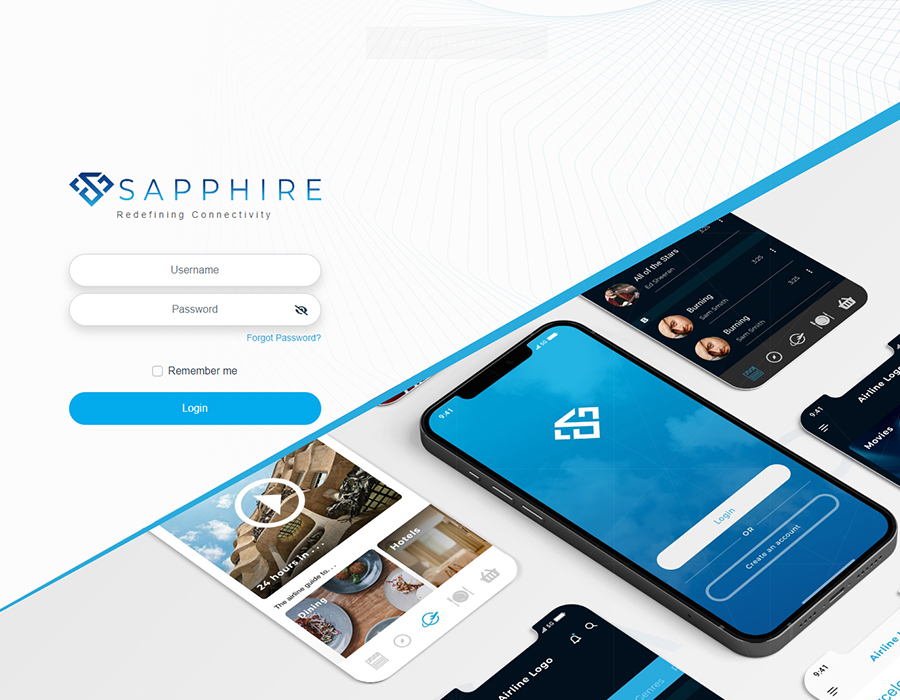 SAPPHIRE
Redefining Connectivity
Username
Password
Forgot Password?
Remember me
Login
All of the Stars
Ed Sheeran
3:25
3:25
Burning
Sam Smith
3:25
Burning
Sam Smith
9:41
5G
Login
OR
Create an account
9:41
Airline Logo
Movies
24 hours in . . .
The airline guide to. . .
Dining
Hotels
5G
Airline Logo
Genres
9:41
Airline